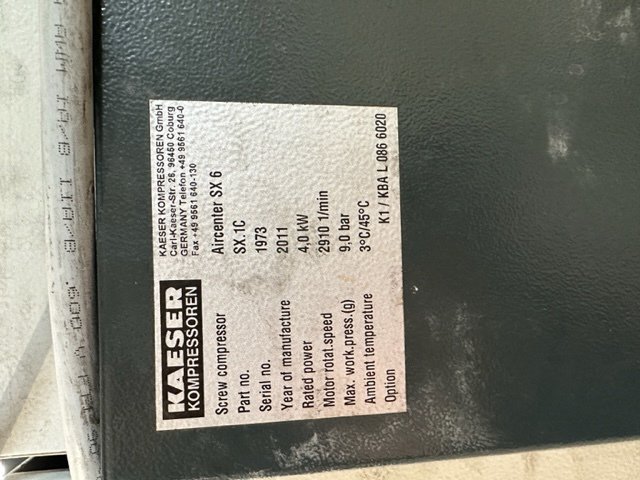 KAESER
KOMPRESSOREN
KAESER KOMPRESSOREN GmbH
Carl-Kaeser-Str. 26, 96450 Coburg
GERMANY Telefon +49 9561 640-0
Fax +49 9561 640-130
Screw compressor Aircenter SX 6
Part no. SX.1C
Serial no. 1973
Year of manufacture 2011
Rated power 4,0 kW
Motor rotat.speed 2910 1/min
Max. work.press.(g) 9,0 bar
Ambient temperature 3°C/45°C
Option K1 / KBA L 086 6020